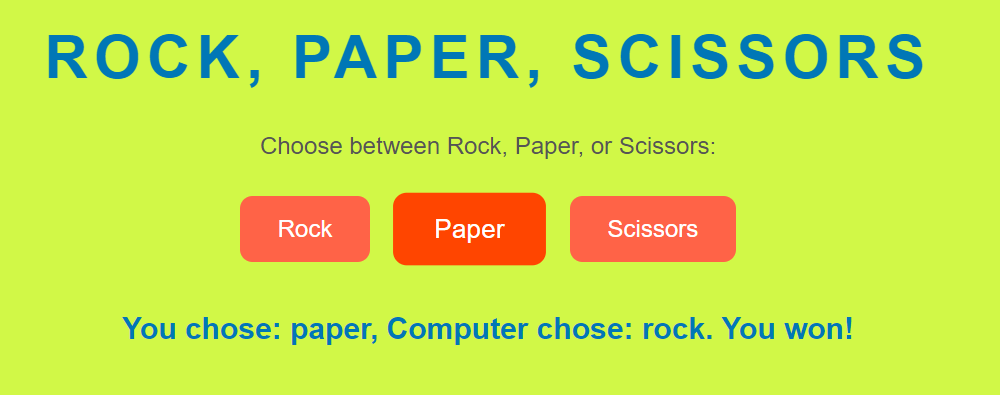 ROCK, PAPER, SCISSORS
Choose between Rock, Paper, or Scissors:
Rock Paper Scissors
You chose: paper, Computer chose: rock. You won!